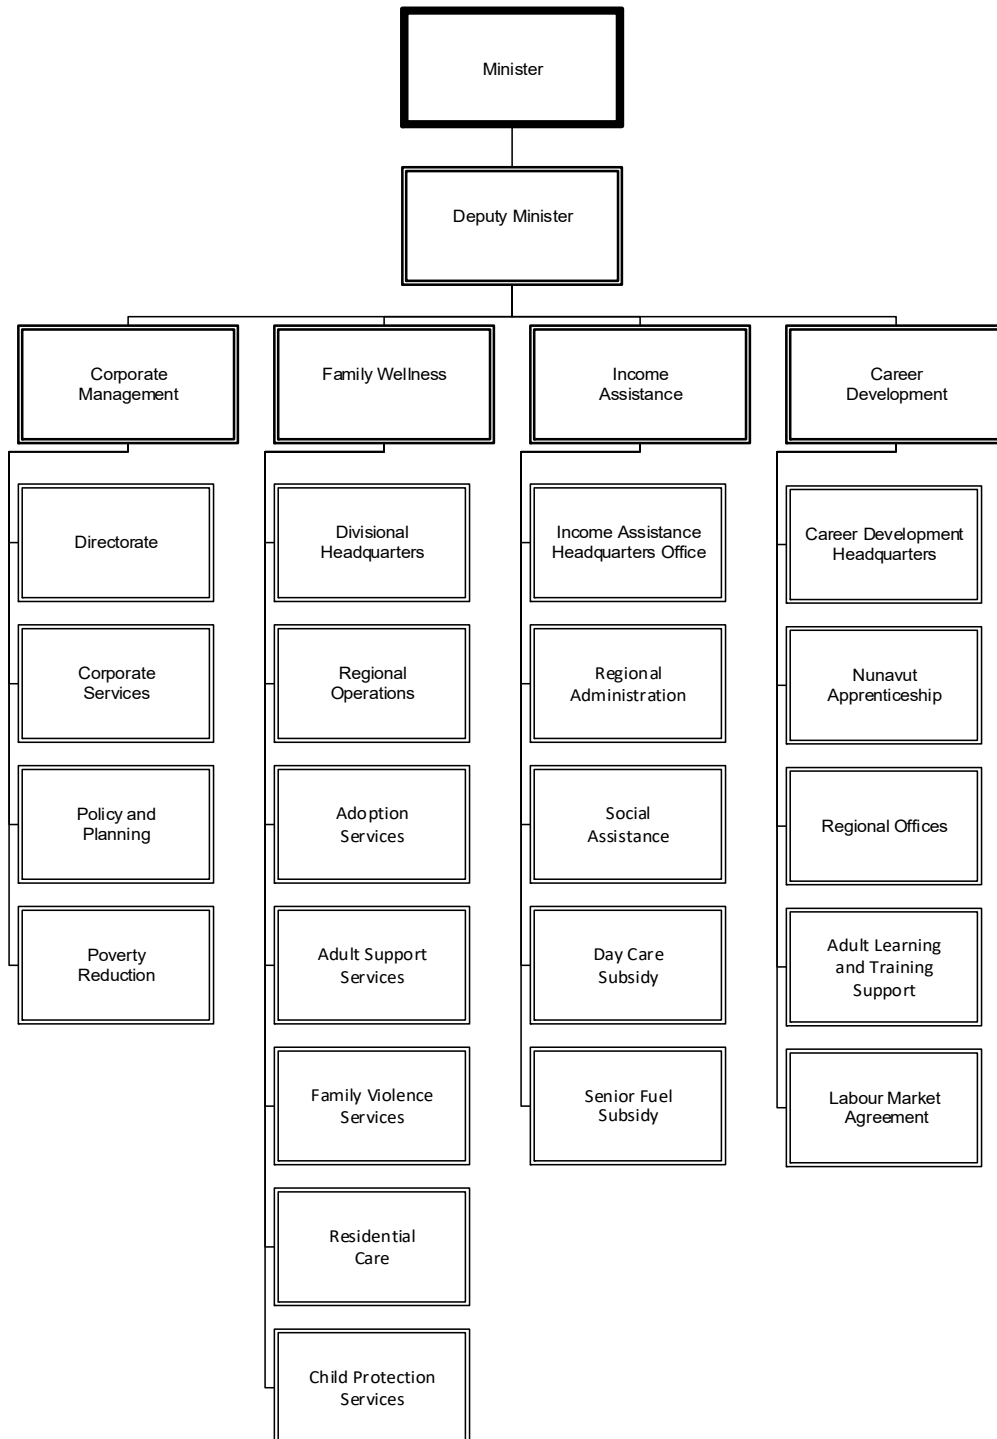 Minister
Deputy Minister
Corporate
Management
Family Wellness
Income
Assistance
Career
Development
Directorate
Corporate
Services
Policy and
Planning
Poverty
Reduction
Divisional
Headquarters
Regional
Operations
Adoption
Services
Adult Support
Services
Family Violence
Services
Residential
Care
Child Protection
Services
Income Assistance
Headquarters Office
Regional
Administration
Social
Assistance
Day Care
Subsidy
Senior Fuel
Subsidy
Career Development
Headquarters
Nunavut
Apprenticeship
Regional Offices
Adult Learning
and Training
Support
Labour Market
Agreement